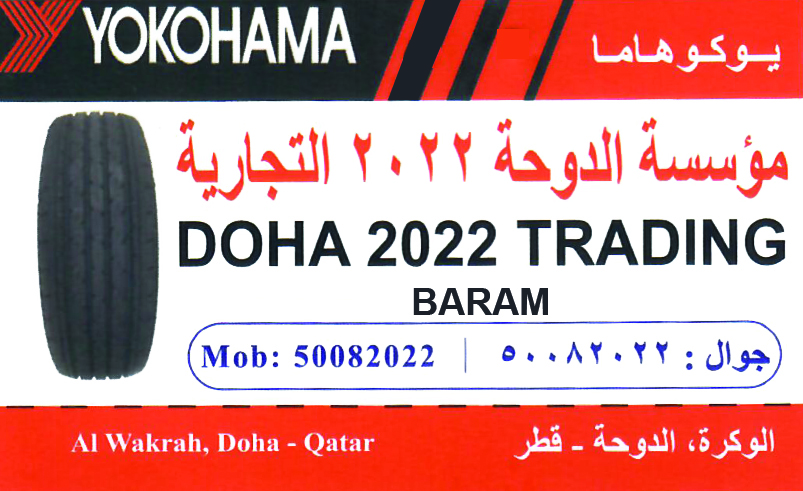 YOKOHAMA يوكوهاما
مؤسسة الدوحة ٢٠٢٢ التجارية
DOHA 2022 TRADING
BARAM
Mob: 50082022 | جوال : ٥٠٠٨٢٠٢٢
Al Wakrah, Doha - Qatar الوكرة، الدوحة - قطر